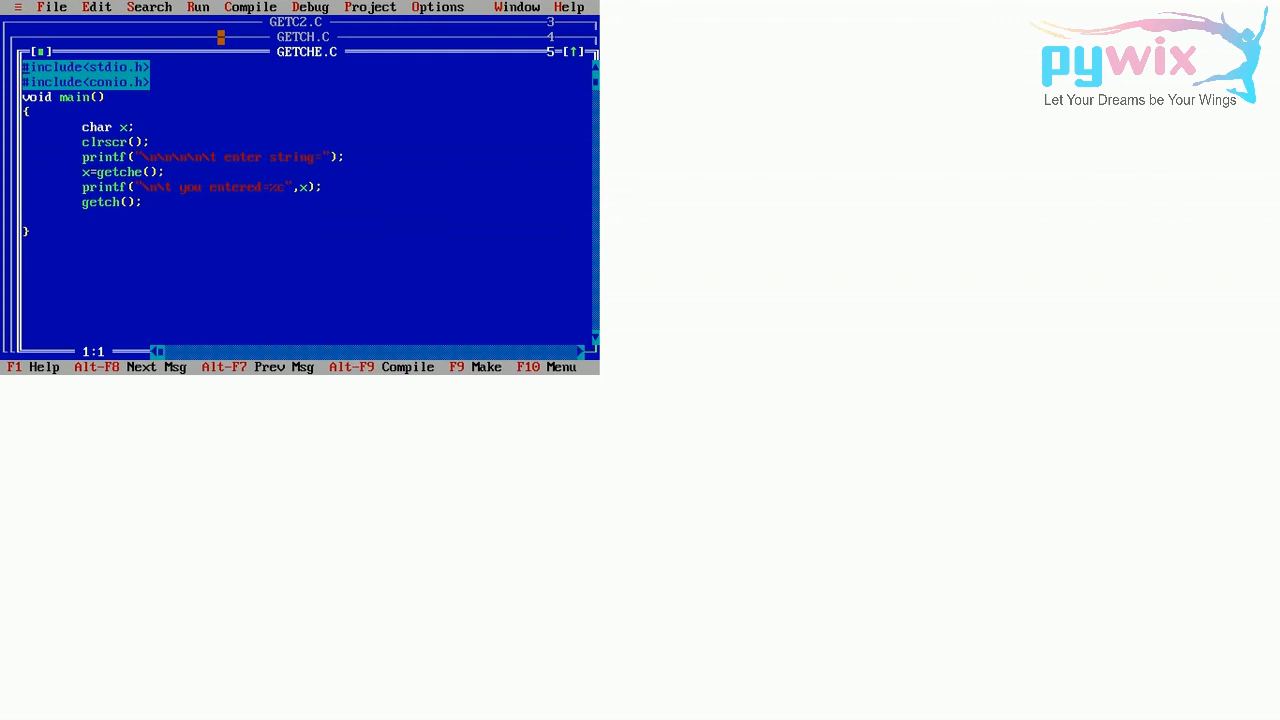 ≡ File Edit Search Run Compile Debug Project Options Window Help
GETC2.C 3
GETCH.C 4
[■] GETCHE.C 5 [↑]
#include<stdio.h>
#include<conio.h>
void main()
{
char x;
clrscr();
printf("\n\n\n\n\t enter string=");
x=getche();
printf("\n\t you entered=%c",x);
getch();
}
1:1
F1 Help Alt-F8 Next Msg Alt-F7 Prev Msg Alt-F9 Compile F9 Make F10 Menu
pywix
Let Your Dreams be Your Wings